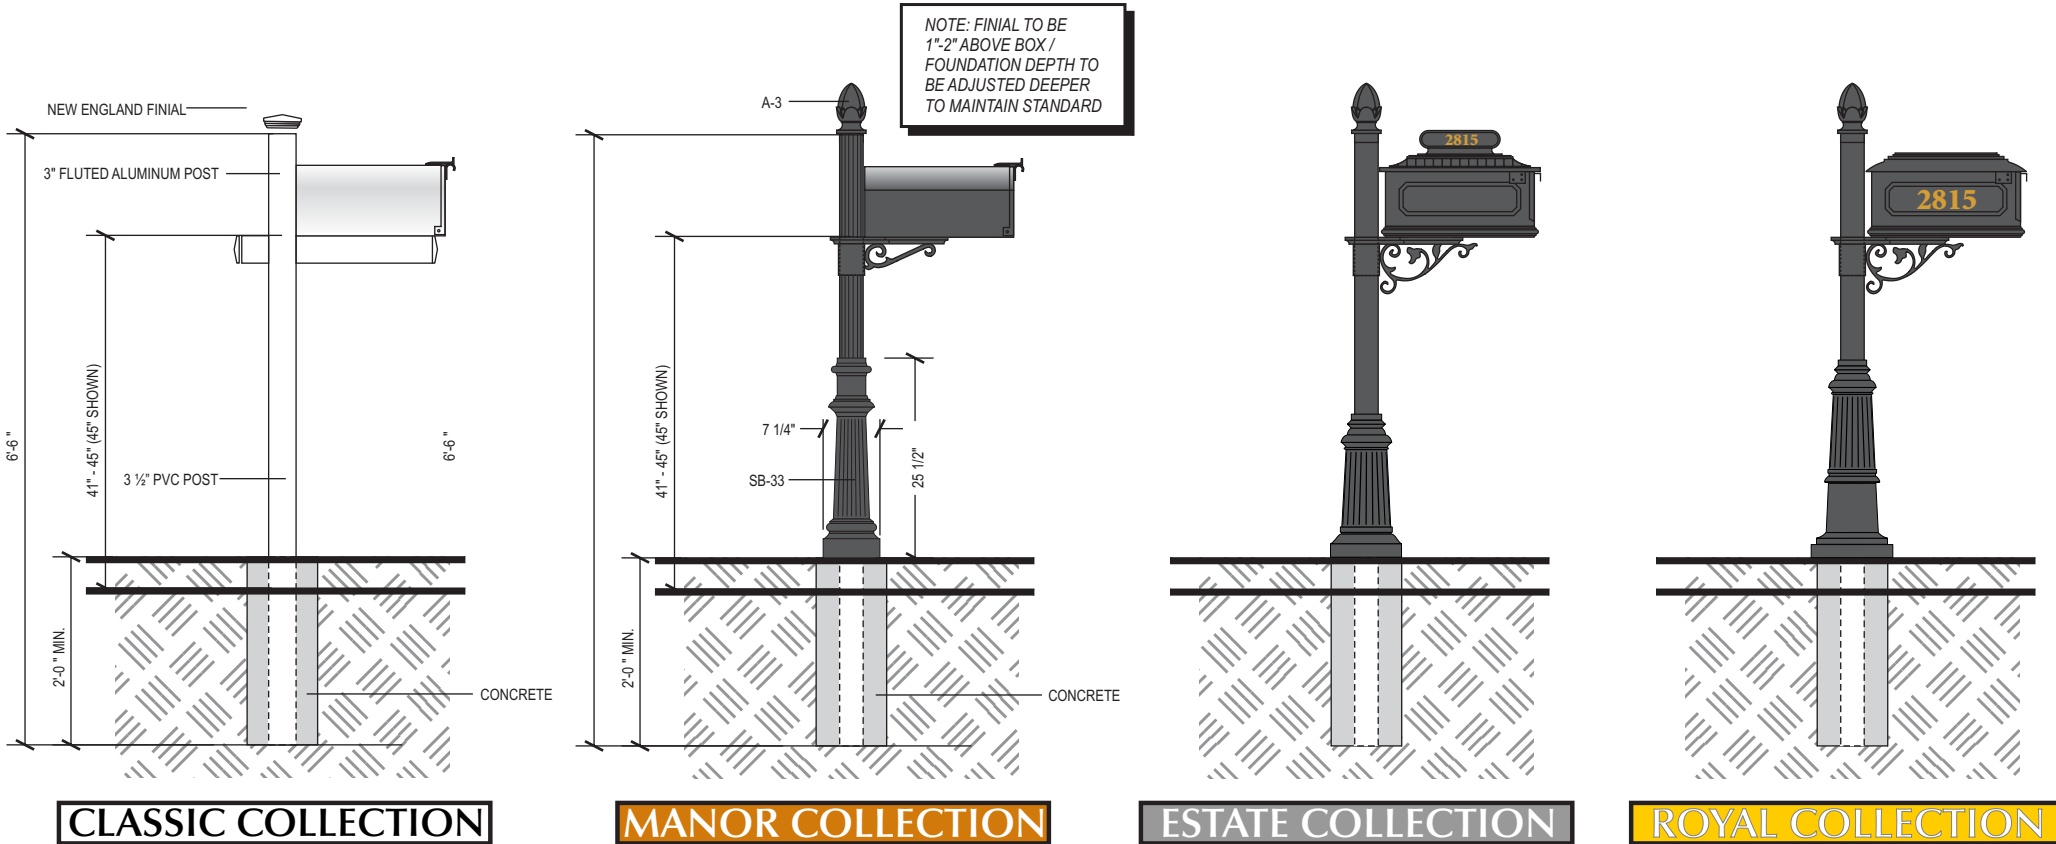 NOTE: FINIAL TO BE
1"-2" ABOVE BOX /
FOUNDATION DEPTH TO
BE ADJUSTED DEEPER
TO MAINTAIN STANDARD
NEW ENGLAND FINIAL
3" FLUTED ALUMINUM POST
6'-6 "
41" - 45" (45" SHOWN)
3 ½" PVC POST
2'-0 " MIN.
CONCRETE
6'-6 "
A-3
41" - 45" (45" SHOWN)
7 1/4"
SB-33
25 1/2"
2'-0 " MIN.
CONCRETE
2815
2815
CLASSIC COLLECTION
MANOR COLLECTION
ESTATE COLLECTION
ROYAL COLLECTION